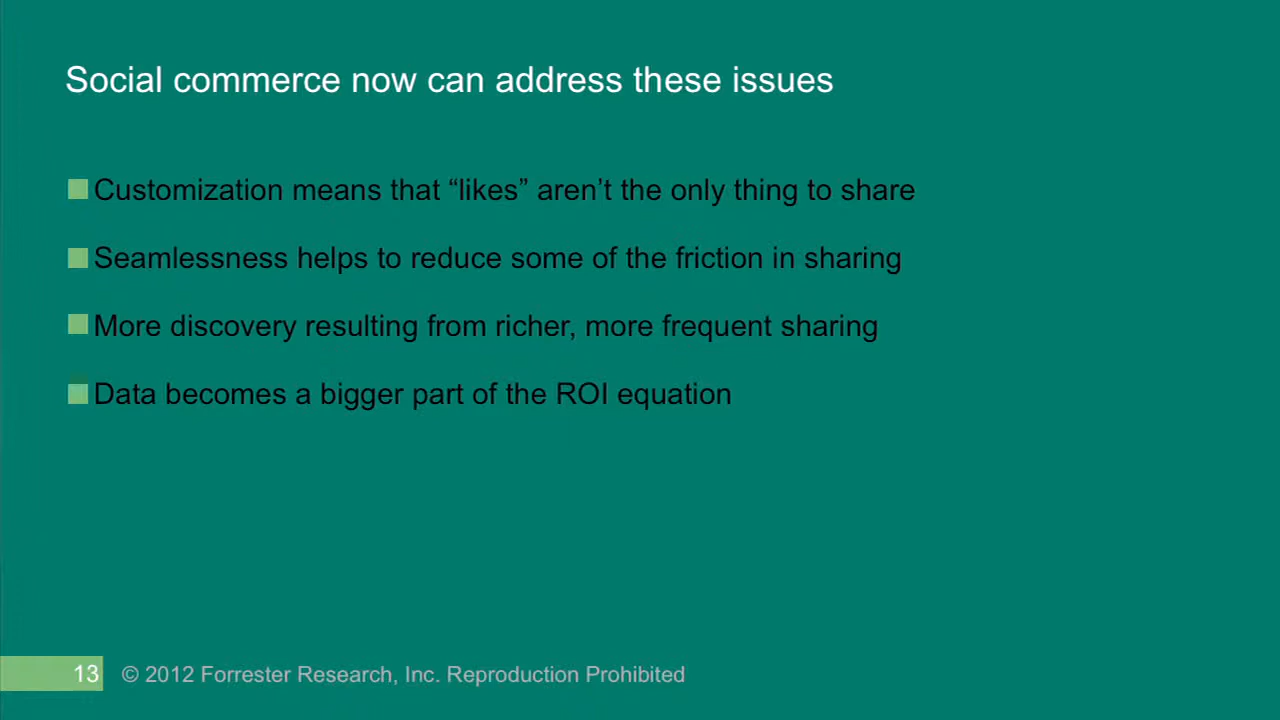 Social commerce now can address these issues
Customization means that “likes” aren’t the only thing to share
Seamlessness helps to reduce some of the friction in sharing
More discovery resulting from richer, more frequent sharing
Data becomes a bigger part of the ROI equation
13 © 2012 Forrester Research, Inc. Reproduction Prohibited